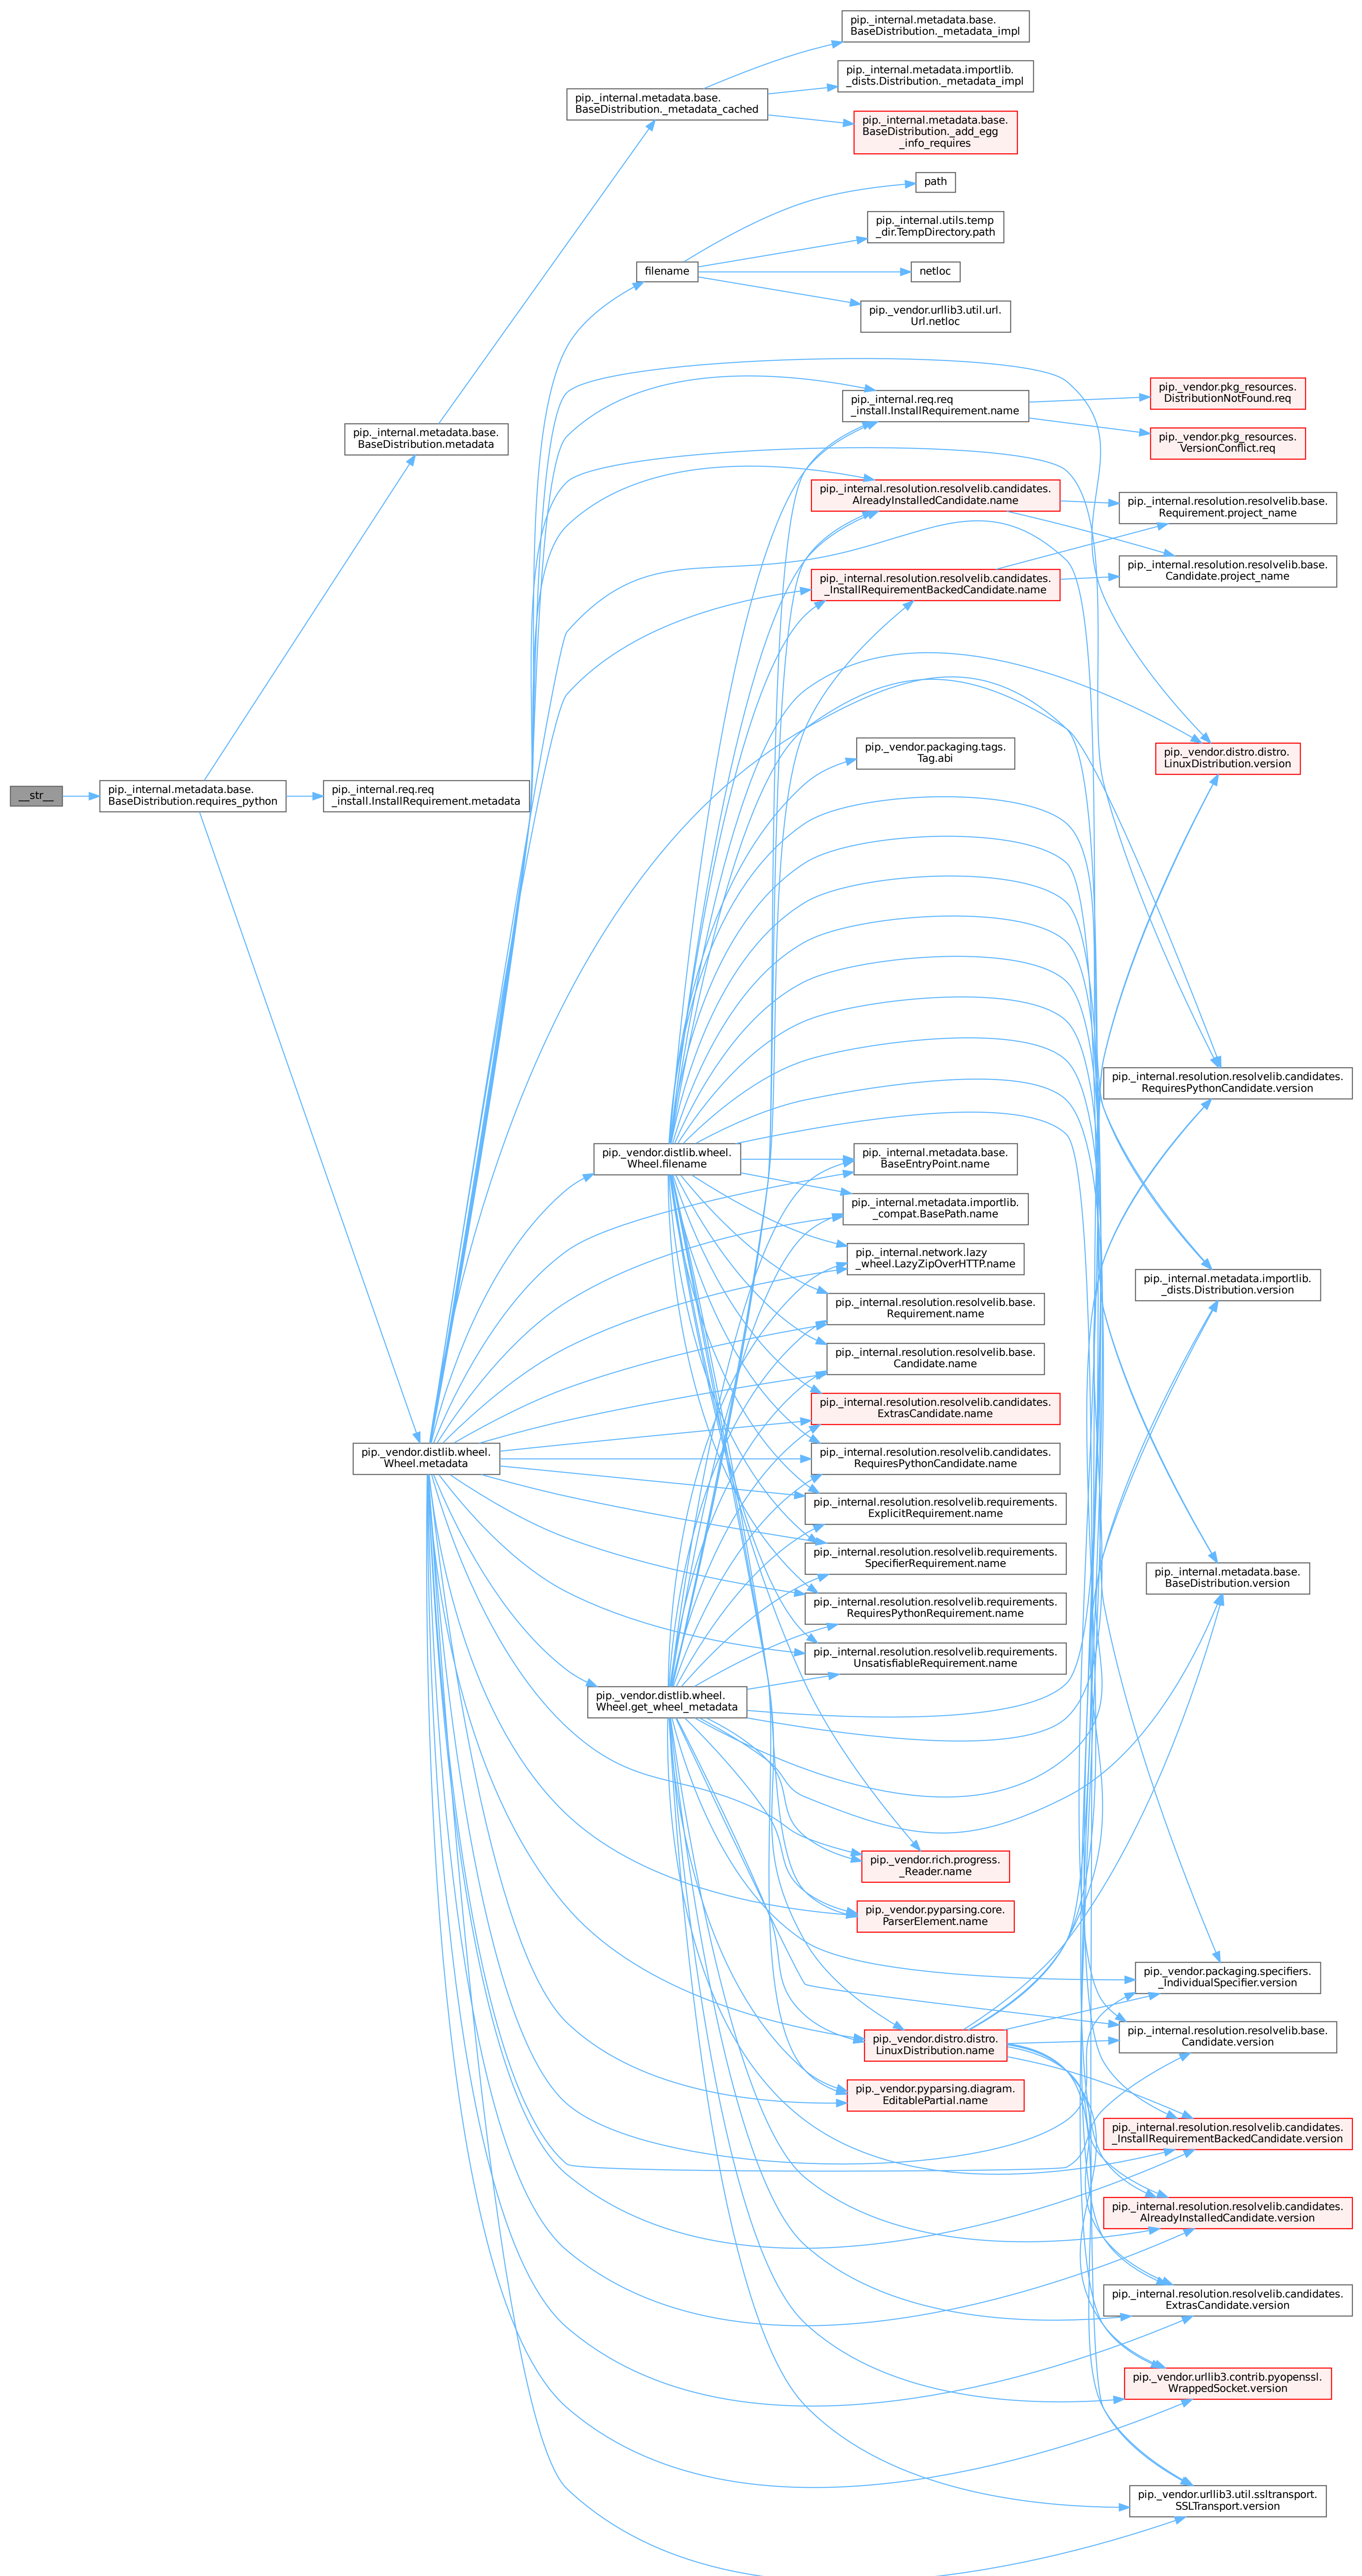 pip._internal.metadata.base.
BaseDistribution._metadata_impl
pip._internal.metadata.importlib.
_dists.Distribution._metadata_impl
pip._internal.metadata.base.
BaseDistribution._metadata_cached
pip._internal.metadata.base.
BaseDistribution._add_egg
_info_requires
path
pip._internal.utils.temp
_dir.TempDirectory.path
filename
netloc
pip._vendor.urllib3.util.url.
Url.netloc
pip._internal.req.req
_install.InstallRequirement.name
pip._vendor.pkg_resources.
DistributionNotFound.req
pip._internal.metadata.base.
BaseDistribution.metadata
pip._vendor.pkg_resources.
VersionConflict.req
pip._internal.resolution.resolvelib.candidates.
AlreadyInstalledCandidate.name
pip._internal.resolution.resolvelib.base.
Requirement.project_name
pip._internal.resolution.resolvelib.candidates.
_InstallRequirementBackedCandidate.name
pip._internal.resolution.resolvelib.base.
Candidate.project_name
pip._vendor.packaging.tags.
Tag.abi
pip._vendor.distro.distro.
LinuxDistribution.version
__str__
pip._internal.metadata.base.
BaseDistribution.requires_python
pip._internal.req.req
_install.InstallRequirement.metadata
pip._internal.resolution.resolvelib.candidates.
RequiresPythonCandidate.version
pip._vendor.distlib.wheel.
Wheel.filename
pip._internal.metadata.base.
BaseEntryPoint.name
pip._internal.metadata.importlib.
_compat.BasePath.name
pip._internal.network.lazy
_wheel.LazyZipOverHTTP.name
pip._internal.metadata.importlib.
_dists.Distribution.version
pip._internal.resolution.resolvelib.base.
Requirement.name
pip._internal.resolution.resolvelib.base.
Candidate.name
pip._internal.resolution.resolvelib.candidates.
ExtrasCandidate.name
pip._vendor.distlib.wheel.
Wheel.metadata
pip._internal.resolution.resolvelib.candidates.
RequiresPythonCandidate.name
pip._internal.resolution.resolvelib.requirements.
ExplicitRequirement.name
pip._internal.resolution.resolvelib.requirements.
SpecifierRequirement.name
pip._internal.metadata.base.
BaseDistribution.version
pip._internal.resolution.resolvelib.requirements.
RequiresPythonRequirement.name
pip._internal.resolution.resolvelib.requirements.
UnsatisfiableRequirement.name
pip._vendor.distlib.wheel.
Wheel.get_wheel_metadata
pip._vendor.rich.progress.
_Reader.name
pip._vendor.pyparsing.core.
ParserElement.name
pip._vendor.packaging.specifiers.
_IndividualSpecifier.version
pip._vendor.distro.distro.
LinuxDistribution.name
pip._internal.resolution.resolvelib.base.
Candidate.version
pip._vendor.pyparsing.diagram.
EditablePartial.name
pip._internal.resolution.resolvelib.candidates.
_InstallRequirementBackedCandidate.version
pip._internal.resolution.resolvelib.candidates.
AlreadyInstalledCandidate.version
pip._internal.resolution.resolvelib.candidates.
ExtrasCandidate.version
pip._vendor.urllib3.contrib.pyopenssl.
WrappedSocket.version
pip._vendor.urllib3.util.ssltransport.
SSLTransport.version